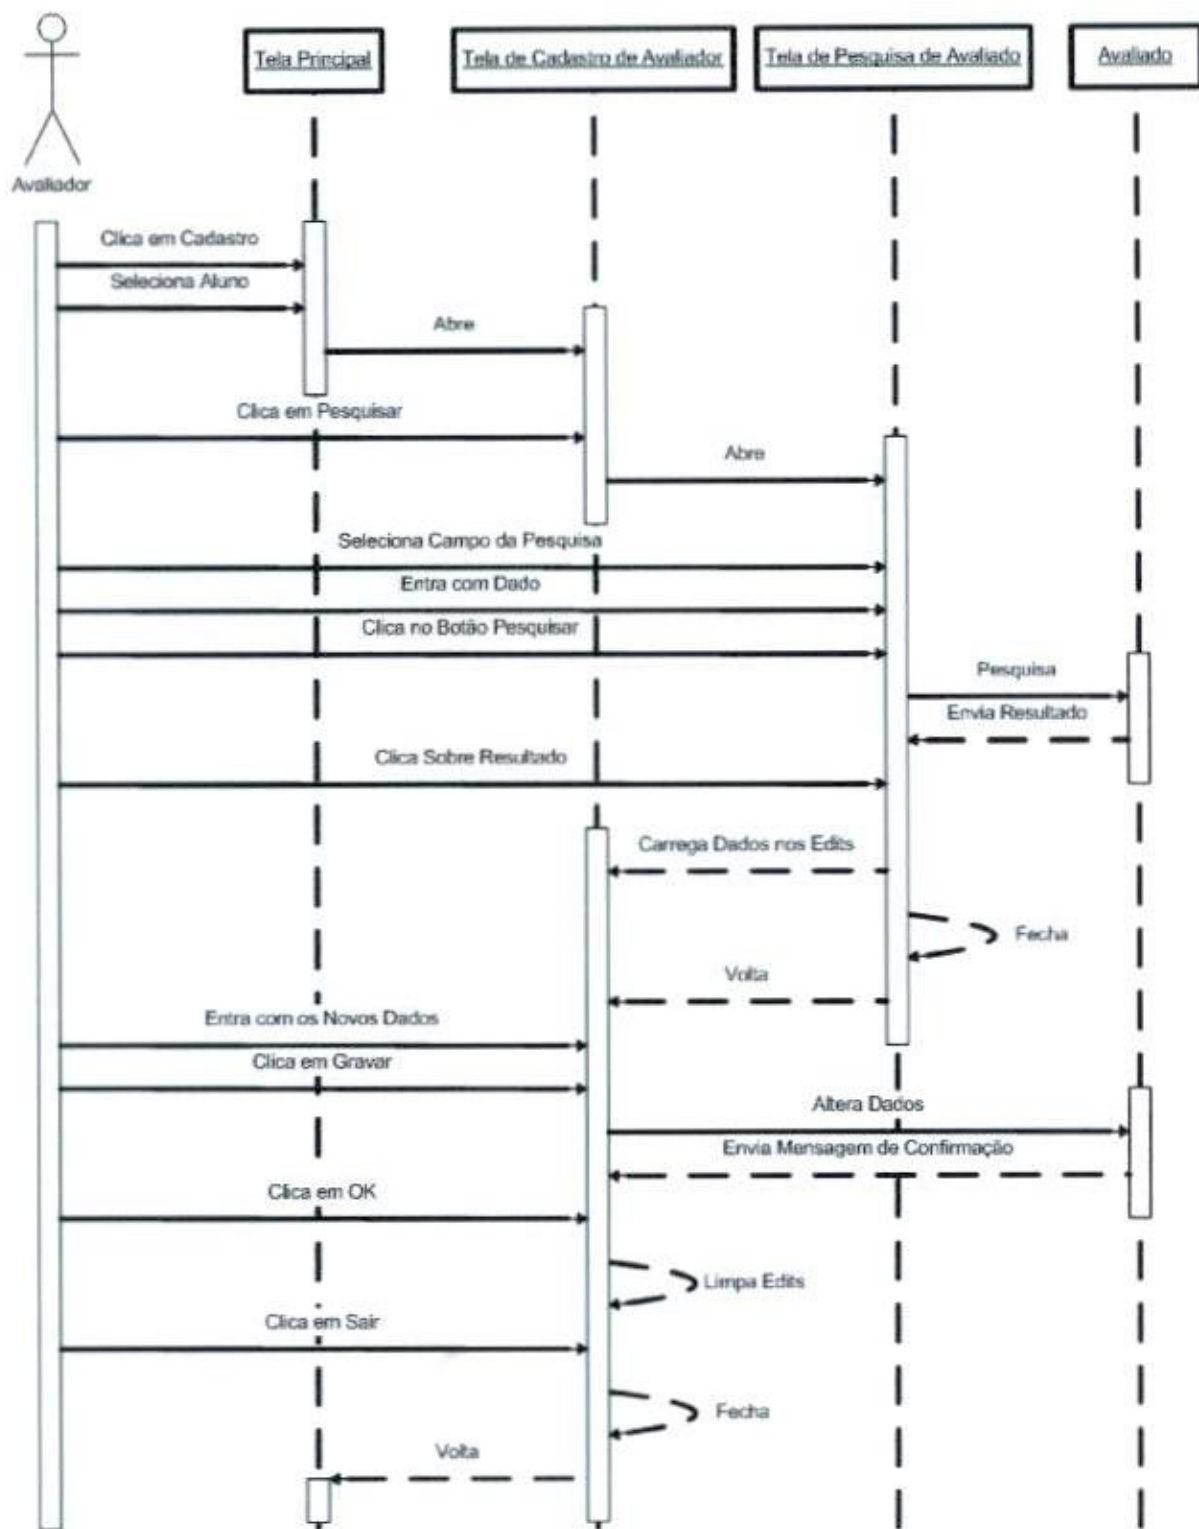 Tela Principal
Tela de Cadastro de Avaliador
Tela de Pesquisa de Avaliado
Avaliado
Avaliador
Clica em Cadastro
Seleciona Aluno
Abre
Clica em Pesquisar
Abre
Seleciona Campo da Pesquisa
Entra com Dado
Clica no Botão Pesquisar
Pesquisa
Envia Resultado
Clica Sobre Resultado
Carrega Dados nos Edits
Fecha
Volta
Entra com os Novos Dados
Clica em Gravar
Altera Dados
Envia Mensagem de Confirmação
Clica em OK
Limpa Edits
Clica em Sair
Fecha
Volta